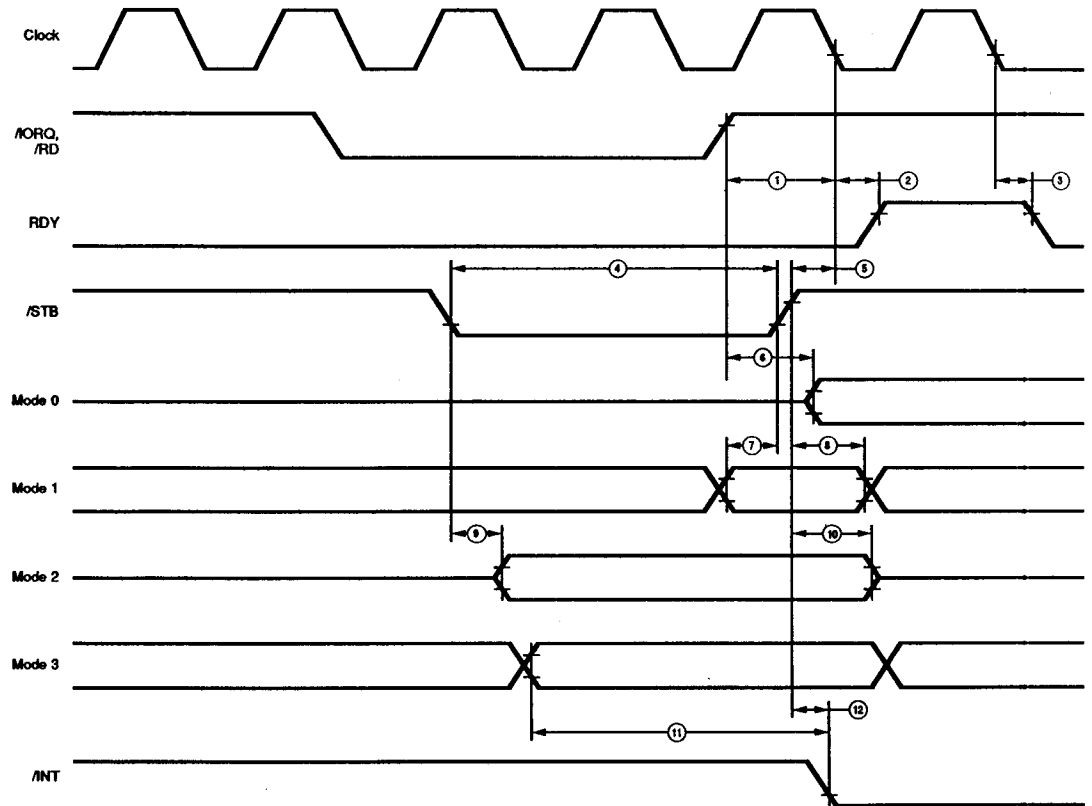 Clock
/IORQ,
/RD
1
2
3
RDY
4
5
/STB
6
Mode 0
7
8
Mode 1
9
10
Mode 2
Mode 3
12
11
/INT